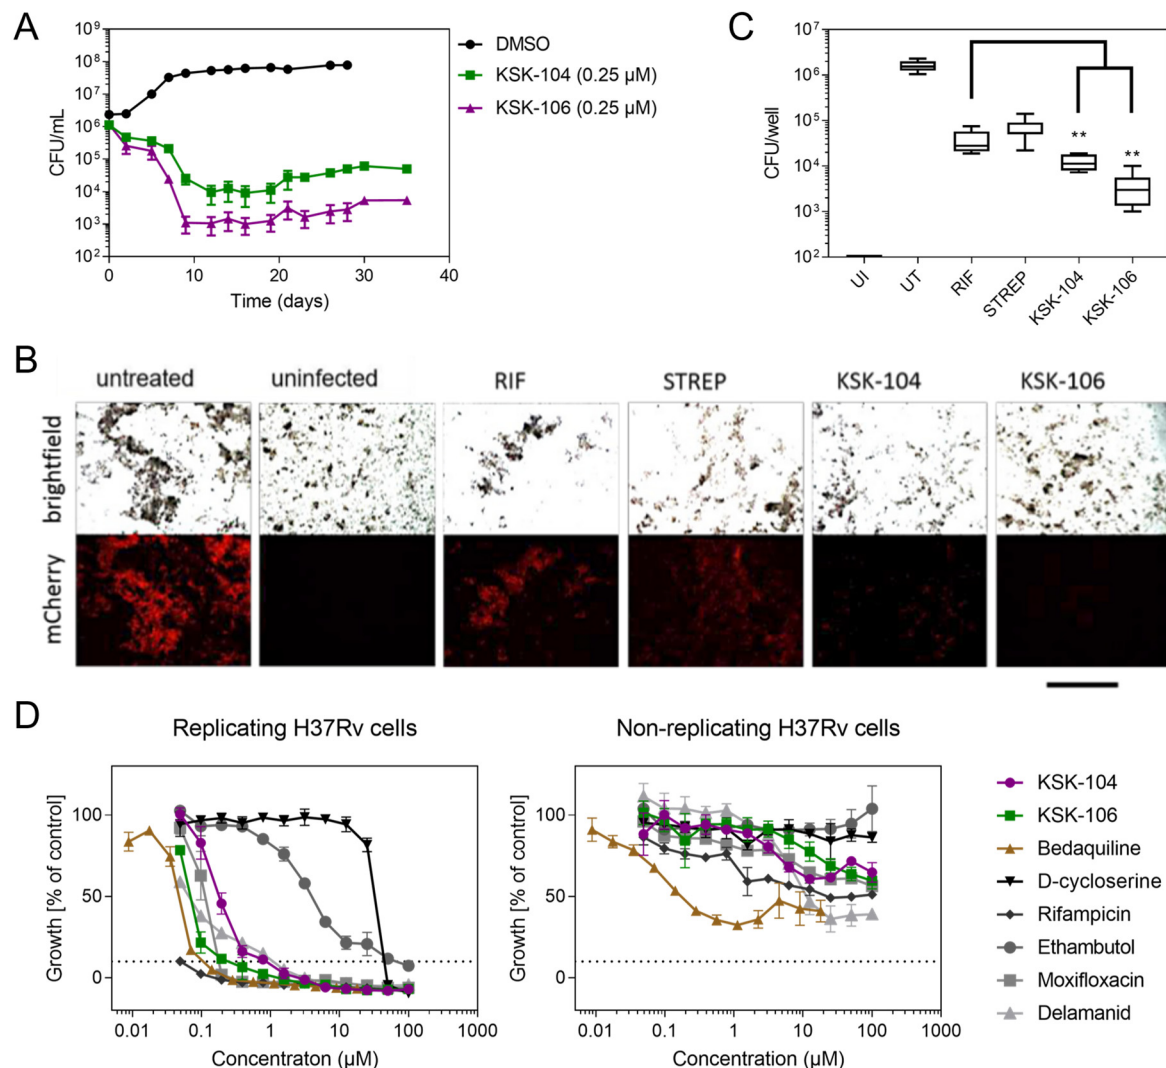 A
CFU/mL
10⁹
10⁸
10⁷
10⁶
10⁵
10⁴
10³
10²
0
10
20
30
40
Time (days)
DMSO
KSK-104 (0.25 µM)
KSK-106 (0.25 µM)
C
CFU/well
10⁷
10⁶
10⁵
10⁴
10²
**
**
UI
UT
RIF
STREP
KSK-104
KSK-106
B
untreated
uninfected
RIF
STREP
KSK-104
KSK-106
brightfield
mCherry
D
Replicating H37Rv cells
Growth [% of control]
100
50
0
0.01
0.1
1
10
100
1000
Concentraton (µM)
Non-replicating H37Rv cells
Growth [% of control]
100
50
0
0.01
0.1
1
10
100
1000
Concentration (µM)
KSK-104
KSK-106
Bedaquiline
D-cycloserine
Rifampicin
Ethambutol
Moxifloxacin
Delamanid